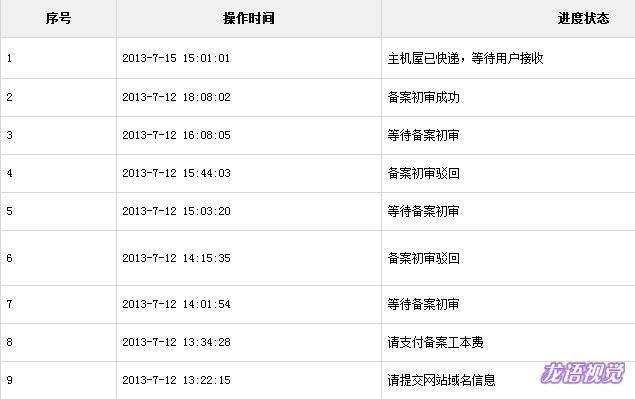 序号 操作时间 进度状态
1 2013-7-15 15:01:01 主机屋已快递，等待用户接收
2 2013-7-12 18:08:02 备案初审成功
3 2013-7-12 16:08:05 等待备案初审
4 2013-7-12 15:44:03 备案初审驳回
5 2013-7-12 15:03:20 等待备案初审
6 2013-7-12 14:15:35 备案初审驳回
7 2013-7-12 14:01:54 等待备案初审
8 2013-7-12 13:34:28 请支付备案工本费
9 2013-7-12 13:22:15 请提交网站域名信息
龙语视觉